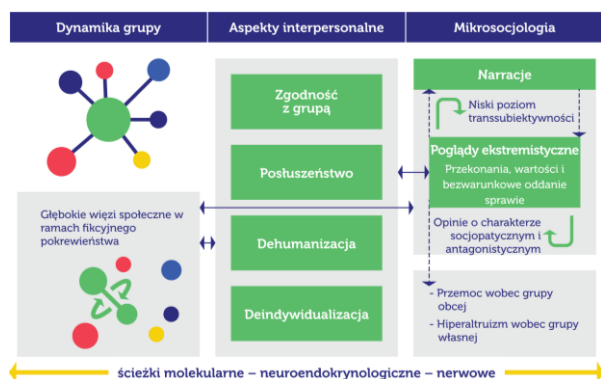 Dynamika grupy
Aspekty interpersonalne
Mikrosocjologia
Głębokie więzi społeczne w
ramach fikcyjnego
pokrewieństwa
Zgodność
z grupą
Posłuszeństwo
Dehumanizacja
Deindywidualizacja
Narracje
Niski poziom
transsubiektywności
Poglądy ekstremistyczne
Przekonania, wartości i
bezwarunkowe oddanie
sprawie
Opinie o charakterze
socjopatycznym i
antagonistycznym
- Przemoc wobec grupy
obcej
- Hiperaltruizm wobec grupy
własnej
ścieżki molekularne – neuroendokrynologiczne – nerwowe